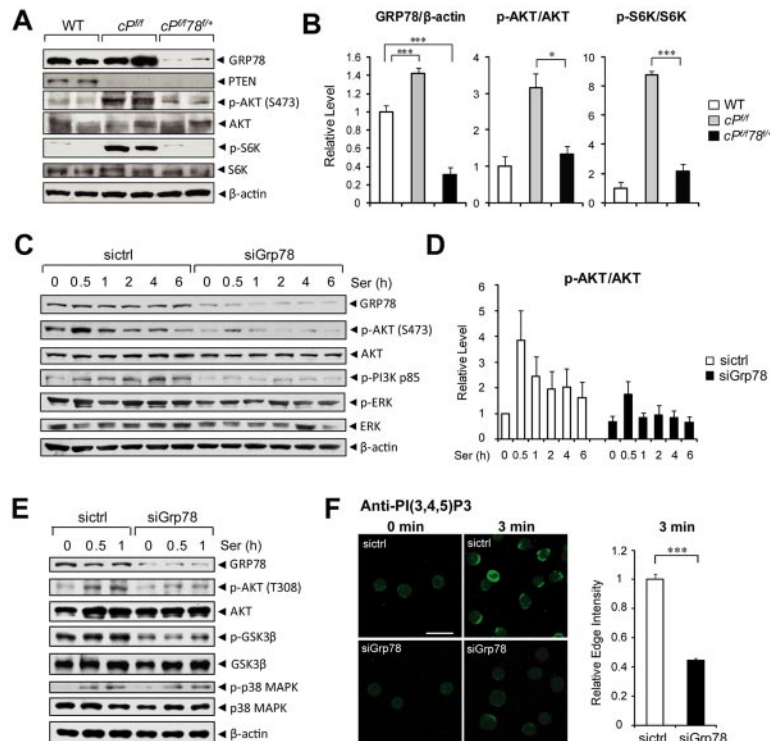 A
WT cP^f/f cP^f/f78^f/+
GRP78
PTEN
p-AKT (S473)
AKT
p-S6K
S6K
β-actin
B
GRP78/β-actin p-AKT/AKT p-S6K/S6K
Relative Level
1.6
1.4
1.2
1.0
0.8
0.6
0.4
0.2
0
***
***
4
3
2
1
0
*
10
8
6
4
2
0
***
WT
cP^f/f
cP^f/f78^f/+
C
sictrl siGrp78
0 0.5 1 2 4 6 0 0.5 1 2 4 6 Ser (h)
GRP78
p-AKT (S473)
AKT
p-PI3K p85
p-ERK
ERK
β-actin
D
p-AKT/AKT
Relative Level
6
5
4
3
2
1
0
sictrl
siGrp78
Ser (h) 0 0.5 1 2 4 6 0 0.5 1 2 4 6
E
sictrl siGrp78
0 0.5 1 0 0.5 1 Ser (h)
GRP78
p-AKT (T308)
AKT
p-GSK3β
GSK3β
p-p38 MAPK
p38 MAPK
β-actin
F
Anti-PI(3,4,5)P3
0 min 3 min
sictrl sictrl
siGrp78 siGrp78
3 min
***
Relative Edge Intensity
1.2
1
0.8
0.6
0.4
0.2
0
sictrl siGrp78